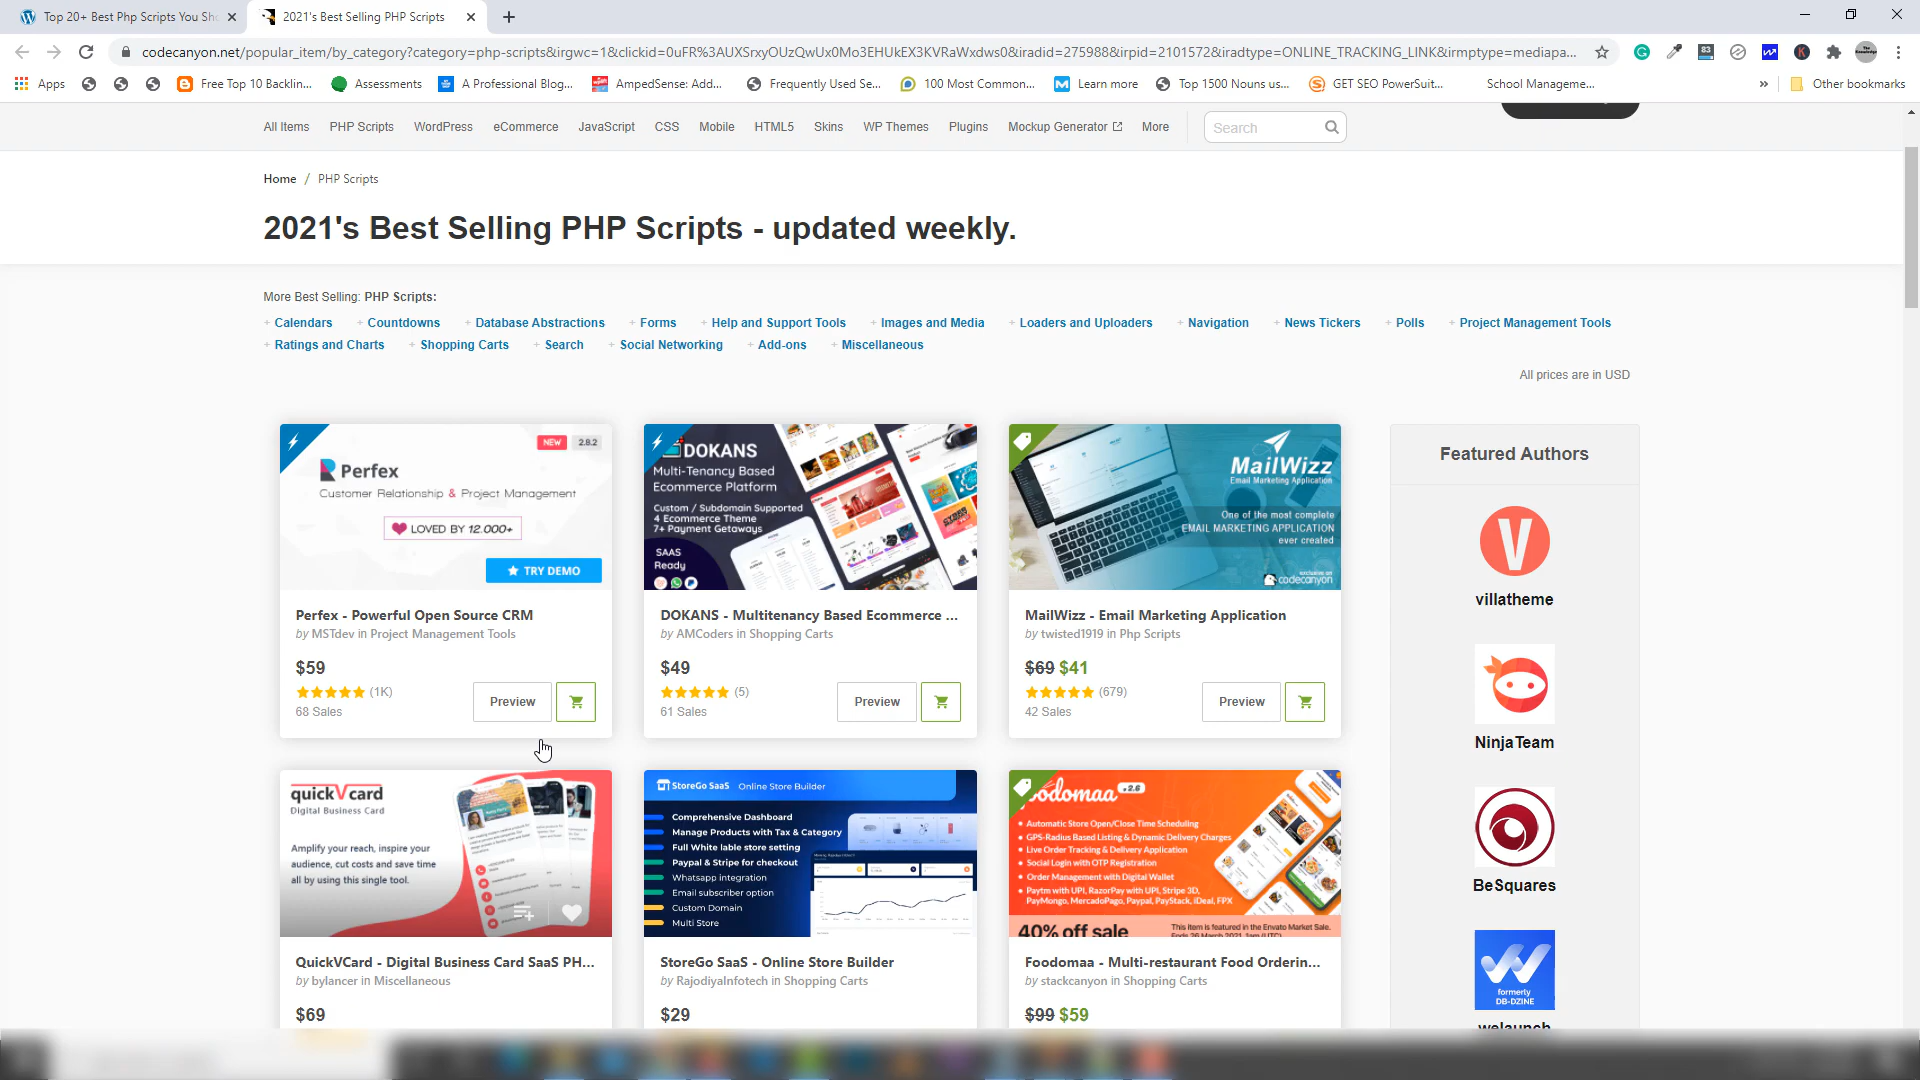 Top 20+ Best Php Scripts You Sho
2021's Best Selling PHP Scripts
codecanyon.net/popular_item/by_category?category=php-scripts&irgwc=1&clickid=0uFR%3AUXSrxyOUzQwUx0Mo3EHUkEX3KVRaWxdws0&iradid=275988&irpid=2101572&iradtype=ONLINE_TRACKING_LINK&irmptype=mediapa...
83
Apps
Free Top 10 Backlin...
Assessments
A Professional Blog...
AmpedSense: Add...
Frequently Used Se...
100 Most Common...
Learn more
Top 1500 Nouns us...
GET SEO PowerSuit...
School Manageme...
»
Other bookmarks
All Items PHP Scripts WordPress eCommerce JavaScript CSS Mobile HTML5 Skins WP Themes Plugins Mockup Generator More
Search
Home / PHP Scripts
2021's Best Selling PHP Scripts - updated weekly.
More Best Selling: PHP Scripts:
Calendars Countdowns Database Abstractions Forms Help and Support Tools Images and Media Loaders and Uploaders Navigation News Tickers Polls Project Management Tools
Ratings and Charts Shopping Carts Search Social Networking Add-ons Miscellaneous
All prices are in USD
NEW 2.8.2
Perfex
Customer Relationship & Project Management
LOVED BY 12.000+
TRY DEMO
Perfex - Powerful Open Source CRM
by MSTdev in Project Management Tools
$59
(1K)
68 Sales
Preview
DOKANS
Multi-Tenancy Based
Ecommerce Platform
Custom / Subdomain Supported
4 Ecommerce Theme
7+ Payment Getaways
SAAS
Ready
DOKANS - Multitenancy Based Ecommerce ...
by AMCoders in Shopping Carts
$49
(5)
61 Sales
Preview
MailWizz
Email Marketing Application
One of the most complete
EMAIL MARKETING APPLICATION
ever created
exclusive on
codecanyon
MailWizz - Email Marketing Application
by twisted1919 in Php Scripts
$69 $41
(679)
42 Sales
Preview
quickVcard
Digital Business Card
Amplify your reach, inspire your
audience, cut costs and save time
all by using this single tool.
QuickVCard - Digital Business Card SaaS PH...
by bylancer in Miscellaneous
$69
StoreGo SaaS Online Store Builder
Comprehensive Dashboard
Manage Products with Tax & Category
Full White lable store setting
Paypal & Stripe for checkout
Whatsapp integration
Email subscriber option
Custom Domain
Multi Store
StoreGo SaaS - Online Store Builder
by RajodiyaInfotech in Shopping Carts
$29
foodomaa v2.6
Automatic Store Open/Close Time Scheduling
GPS-Radius Based Listing & Dynamic Delivery Charges
Live Order Tracking & Delivery Application
Social Login with OTP Registration
Order Management with Digital Wallet
Paytm with UPI, RazorPay with UPI, Stripe 3D,
PayMongo, MercadoPago, Paypal, PayStack, iDeal, FPX
40% off sale
This item is featured in the Envato Market Sale.
Ends 26 March 2021, 1am (UTC)
Foodomaa - Multi-restaurant Food Orderin...
by stackcanyon in Shopping Carts
$99 $59
Featured Authors
V
villatheme
NinjaTeam
BeSquares
formerly
DB-DZINE
welaunch